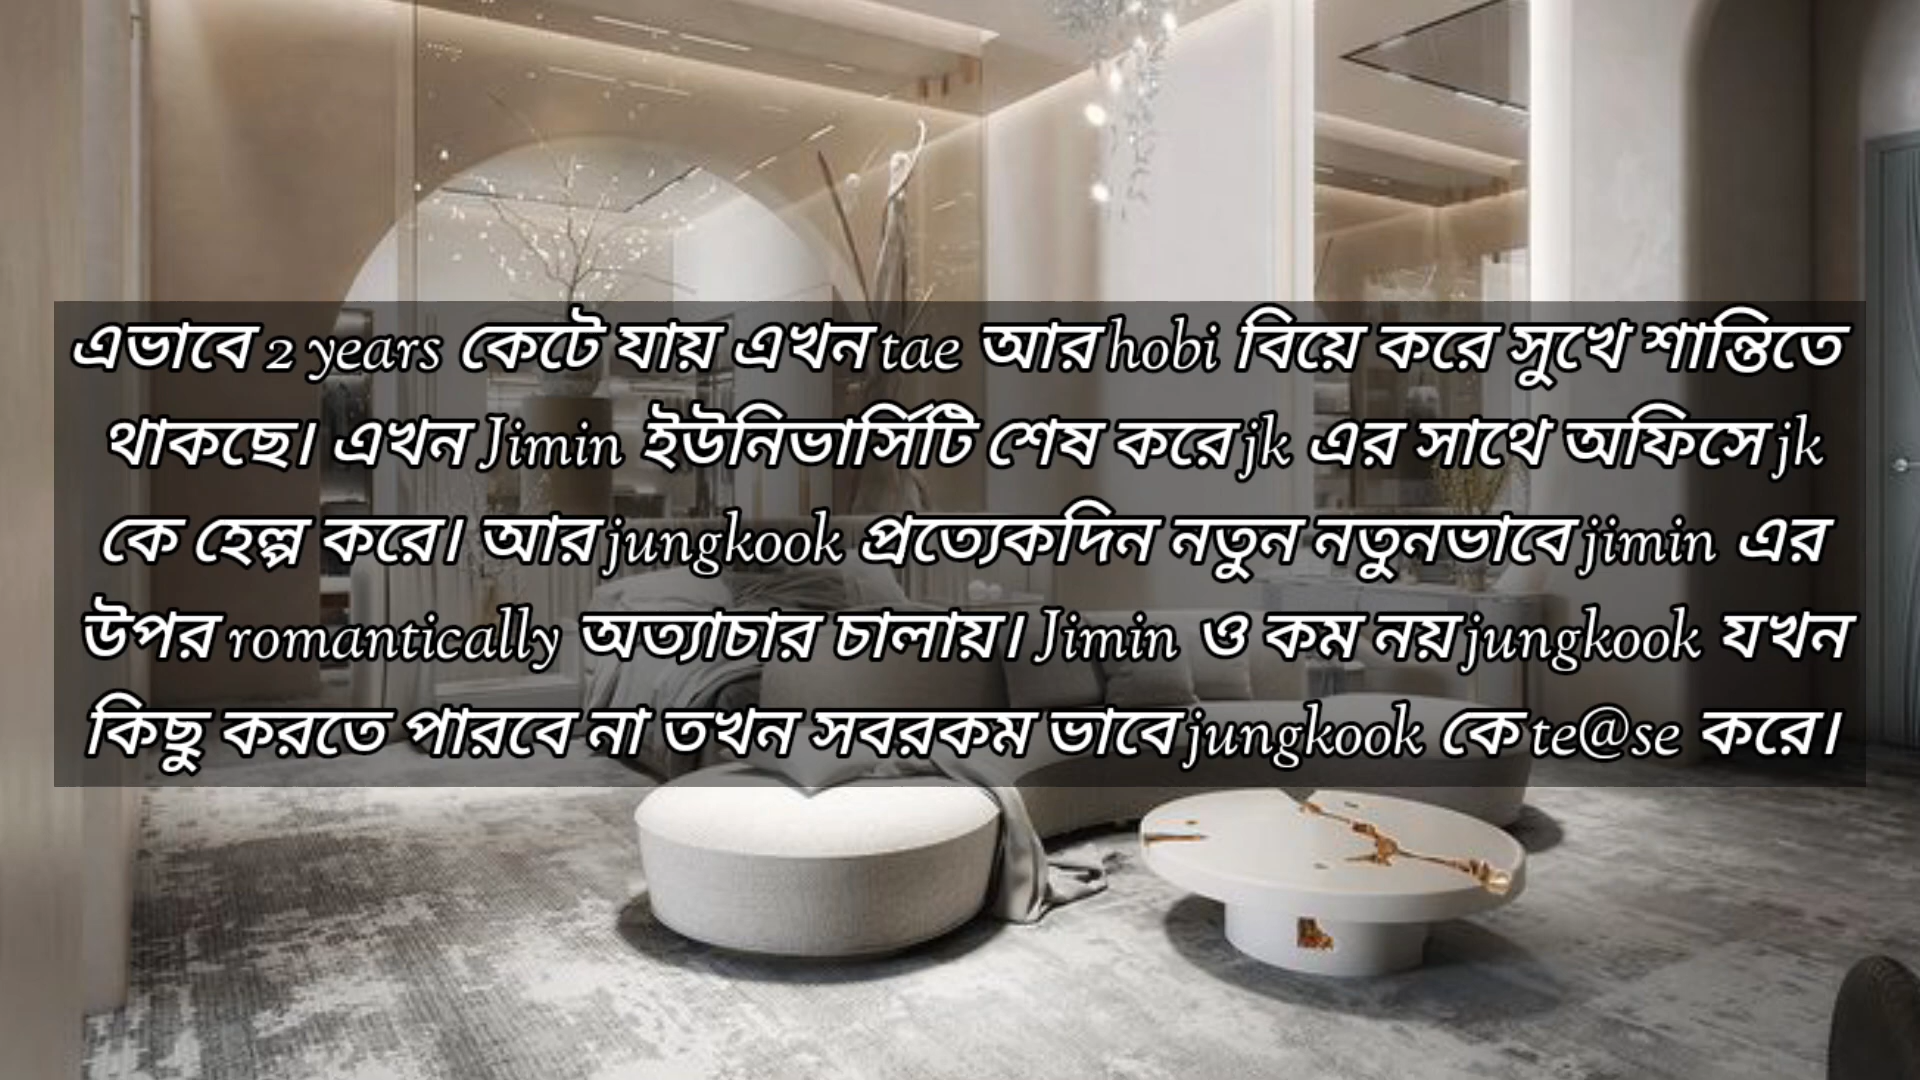 এভাবে 2 years কেটে যায় এখন tae আর hobi বিয়ে করে সুখে শান্তিতে
থাকছে। এখন Jimin ইউনিভার্সিটি শেষ করে jk এর সাথে অফিসে jk
কে হেল্প করে। আর jungkook প্রত্যেকদিন নতুন নতুনভাবে jimin এর
উপর romantically অত্যাচার চালায়। Jimin ও কম নয় jungkook যখন
কিছু করতে পারবে না তখন সবরকম ভাবে jungkook কে te@se করে।